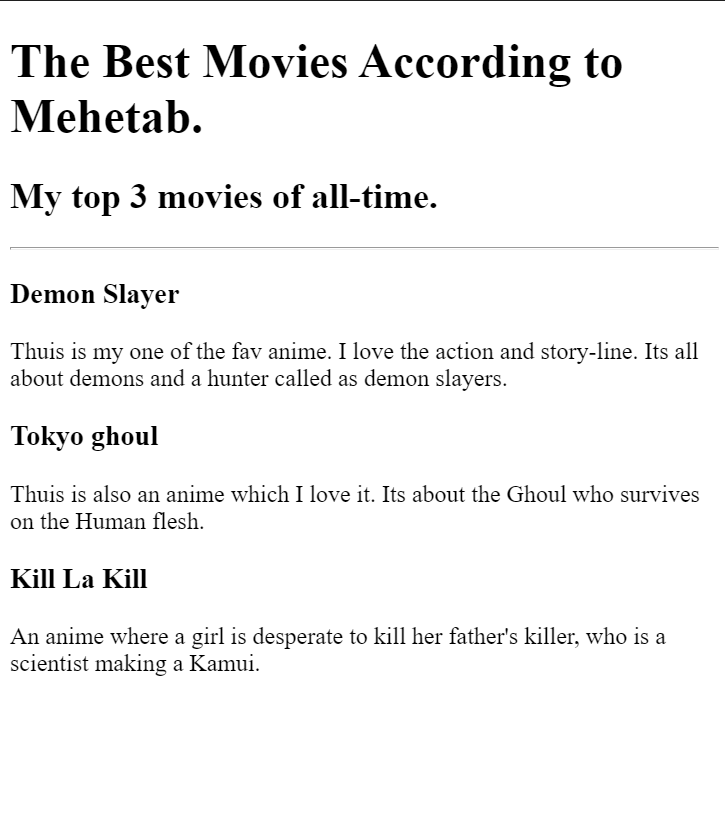 The Best Movies According to
Mehetab.
My top 3 movies of all-time.
Demon Slayer
Thuis is my one of the fav anime. I love the action and story-line. Its all
about demons and a hunter called as demon slayers.
Tokyo ghoul
Thuis is also an anime which I love it. Its about the Ghoul who survives
on the Human flesh.
Kill La Kill
An anime where a girl is desperate to kill her father's killer, who is a
scientist making a Kamui.